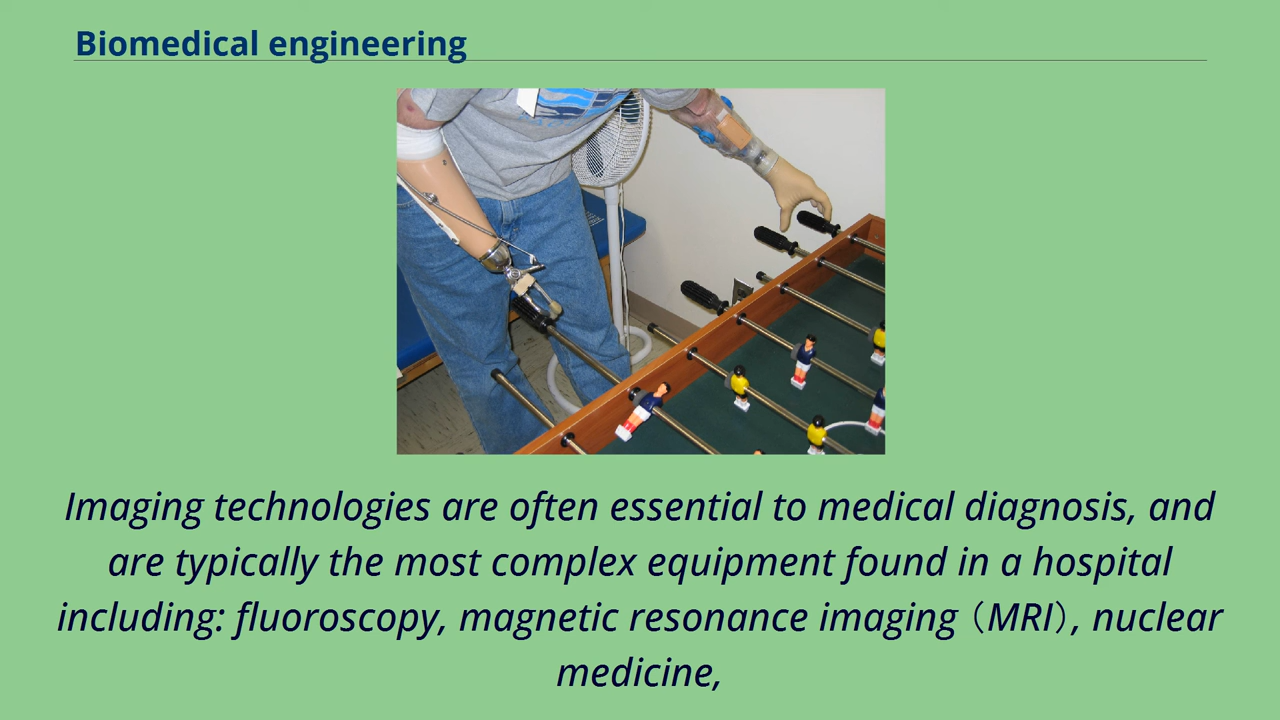 Biomedical engineering
Imaging technologies are often essential to medical diagnosis, and
are typically the most complex equipment found in a hospital
including: fluoroscopy, magnetic resonance imaging（MRI）, nuclear
medicine,